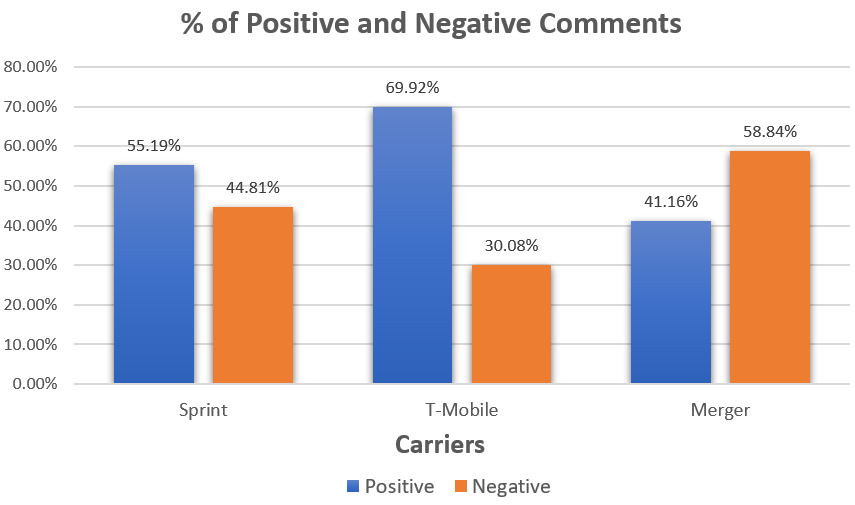 % of Positive and Negative Comments
80.00%
70.00%
60.00%
50.00%
40.00%
30.00%
20.00%
10.00%
0.00%
55.19%
44.81%
69.92%
30.08%
41.16%
58.84%
Sprint
T-Mobile
Merger
Carriers
Positive
Negative